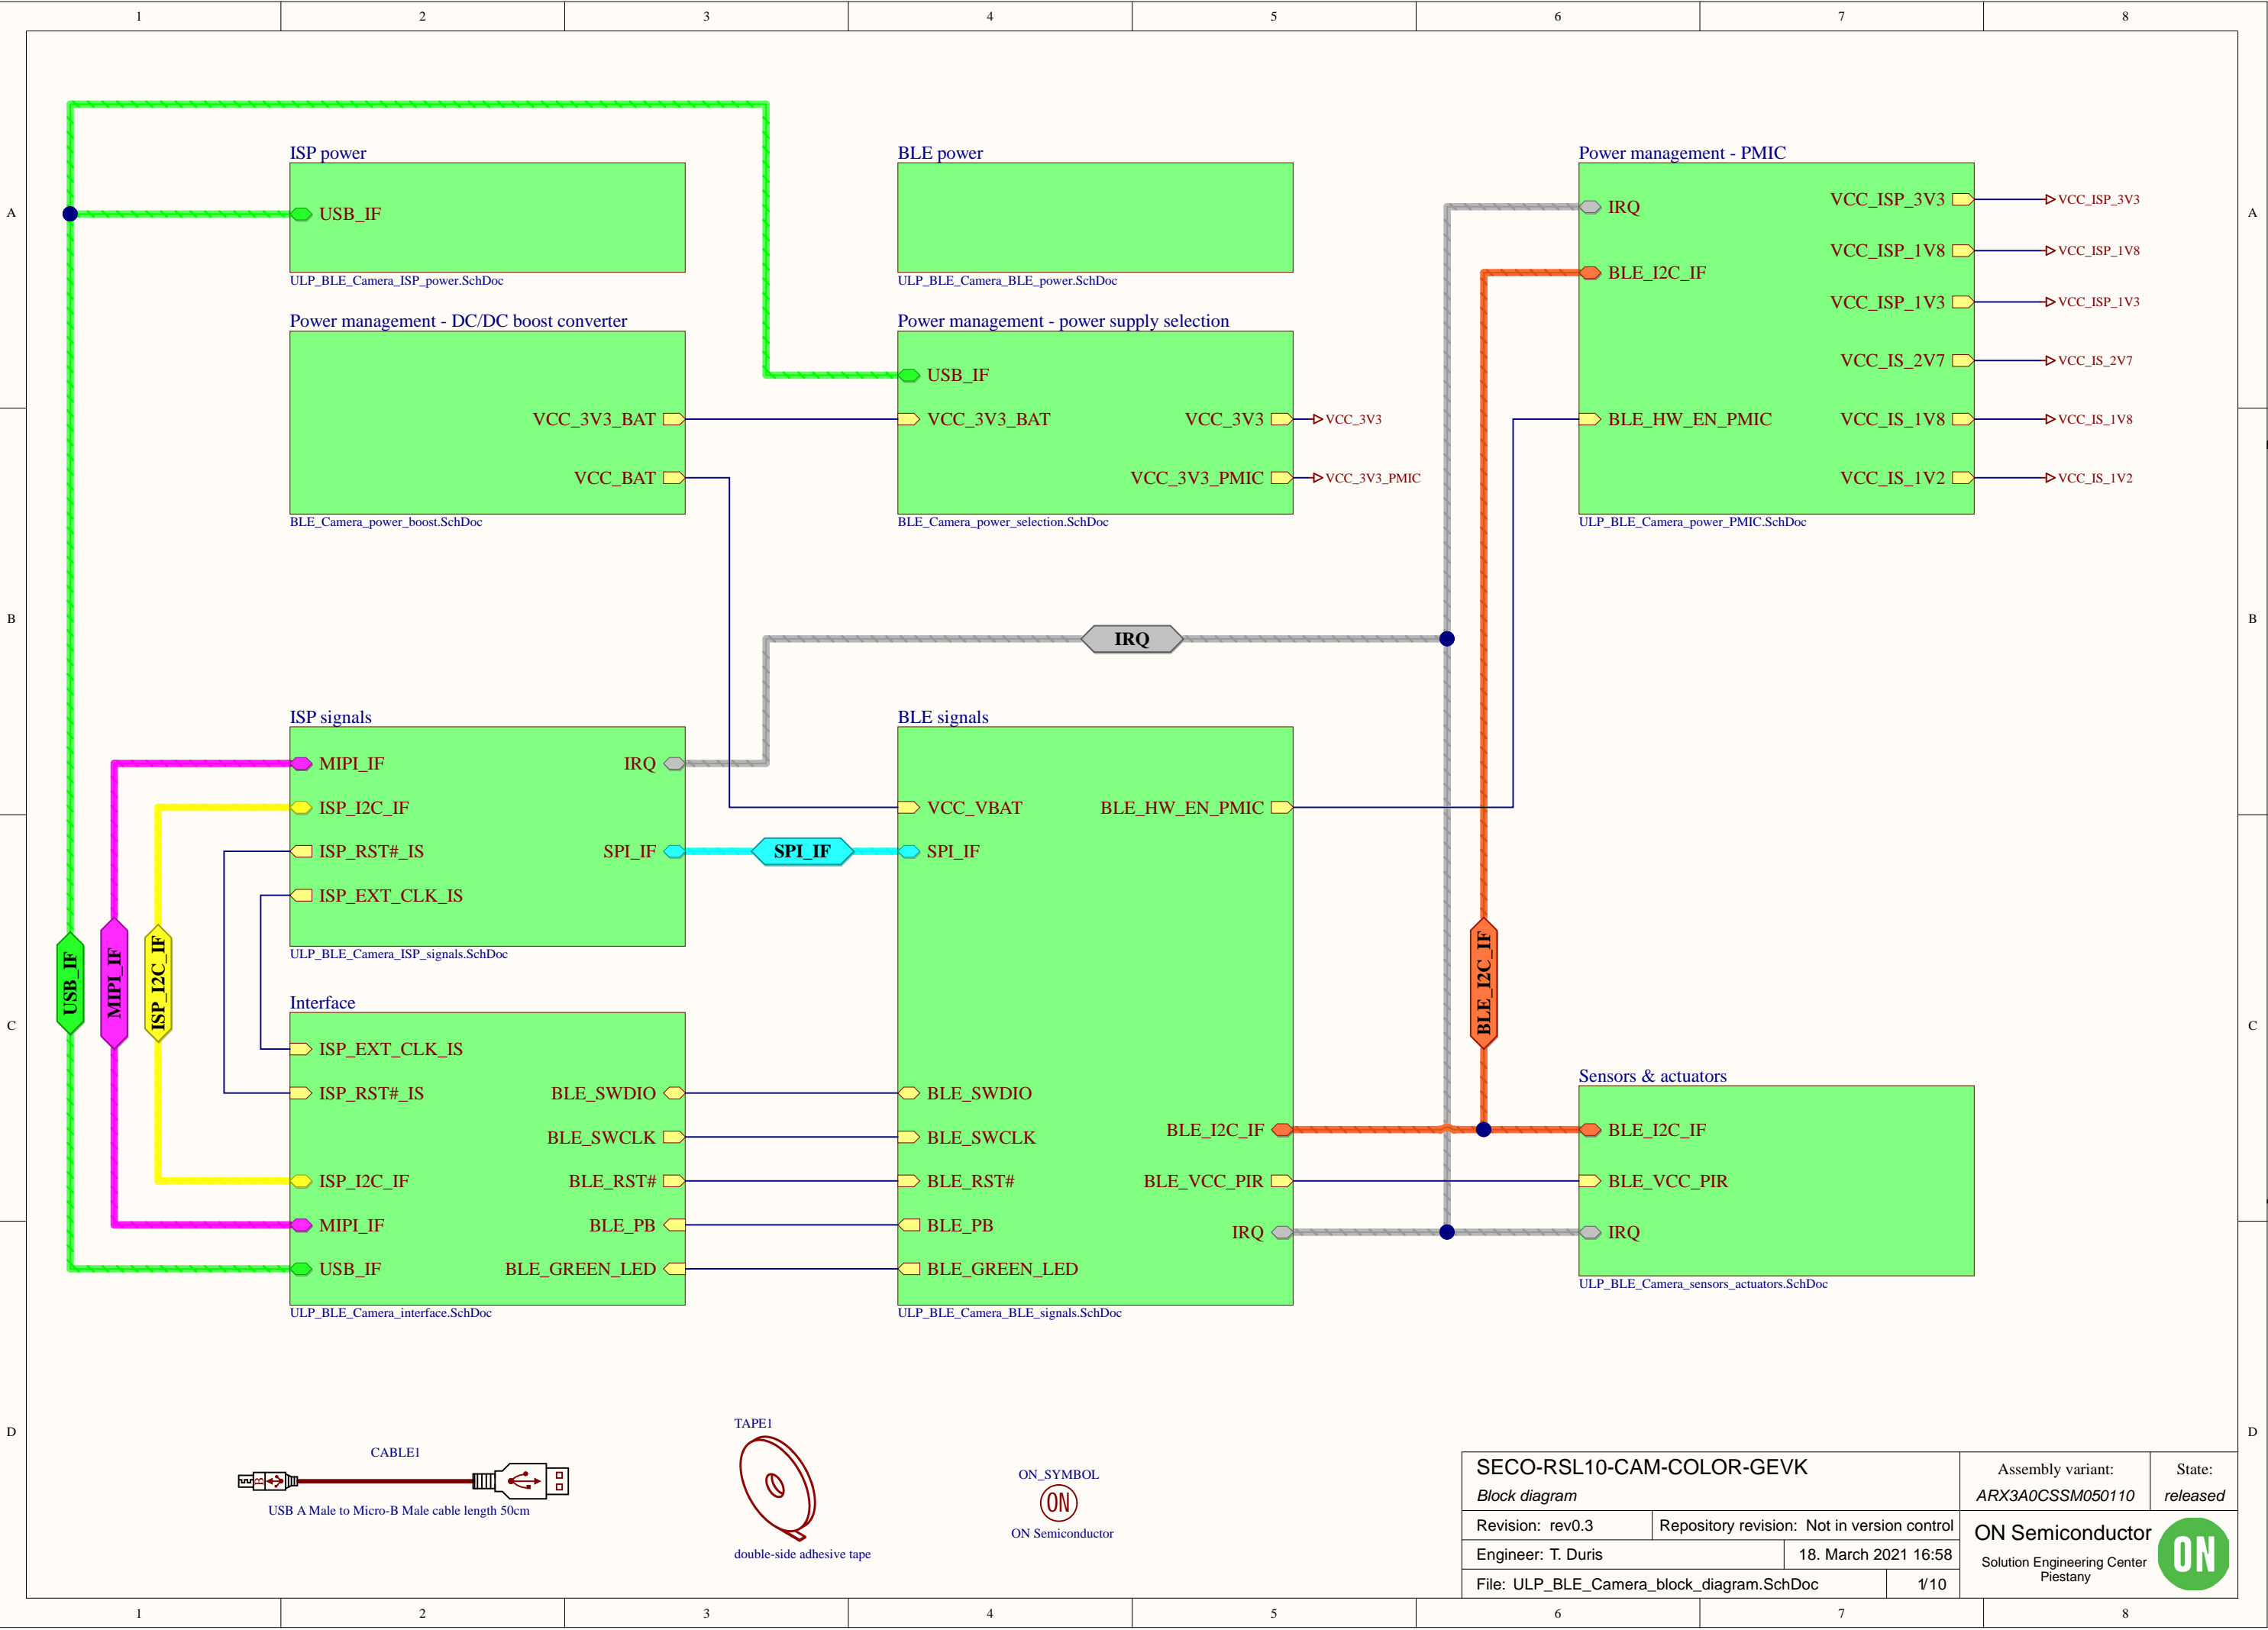 1 2 3 4 5 6 7 8
A
A
B
B
C
C
D
D
ISP power
USB_IF
ULP_BLE_Camera_ISP_power.SchDoc
BLE power
ULP_BLE_Camera_BLE_power.SchDoc
Power management - PMIC
IRQ
BLE_I2C_IF
BLE_HW_EN_PMIC
VCC_ISP_3V3
VCC_ISP_3V3
VCC_ISP_1V8
VCC_ISP_1V8
VCC_ISP_1V3
VCC_ISP_1V3
VCC_IS_2V7
VCC_IS_2V7
VCC_IS_1V8
VCC_IS_1V8
VCC_IS_1V2
VCC_IS_1V2
ULP_BLE_Camera_power_PMIC.SchDoc
Power management - DC/DC boost converter
VCC_3V3_BAT
VCC_BAT
BLE_Camera_power_boost.SchDoc
Power management - power supply selection
USB_IF
VCC_3V3_BAT
VCC_3V3
VCC_3V3
VCC_3V3_PMIC
VCC_3V3_PMIC
BLE_Camera_power_selection.SchDoc
IRQ
ISP signals
MIPI_IF
IRQ
ISP_I2C_IF
ISP_RST#_IS
SPI_IF
ISP_EXT_CLK_IS
ULP_BLE_Camera_ISP_signals.SchDoc
SPI_IF
USB_IF
MIPI_IF
ISP_I2C_IF
BLE_I2C_IF
Interface
ISP_EXT_CLK_IS
ISP_RST#_IS
BLE_SWDIO
BLE_SWCLK
ISP_I2C_IF
BLE_RST#
MIPI_IF
BLE_PB
USB_IF
BLE_GREEN_LED
ULP_BLE_Camera_interface.SchDoc
BLE signals
VCC_VBAT
BLE_HW_EN_PMIC
SPI_IF
BLE_SWDIO
BLE_SWCLK
BLE_I2C_IF
BLE_RST#
BLE_VCC_PIR
BLE_PB
IRQ
BLE_GREEN_LED
ULP_BLE_Camera_BLE_signals.SchDoc
Sensors & actuators
BLE_I2C_IF
BLE_VCC_PIR
IRQ
ULP_BLE_Camera_sensors_actuators.SchDoc
CABLE1
B
USB A Male to Micro-B Male cable length 50cm
TAPE1
double-side adhesive tape
ON_SYMBOL
ON
ON Semiconductor
SECO-RSL10-CAM-COLOR-GEVK
Block diagram
Assembly variant:
ARX3A0CSSM050110
State:
released
Revision: rev0.3
Repository revision: Not in version control
Engineer: T. Duris
18. March 2021 16:58
File: ULP_BLE_Camera_block_diagram.SchDoc
1/10
ON Semiconductor
Solution Engineering Center
Piestany
ON
1 2 3 4 5 6 7 8